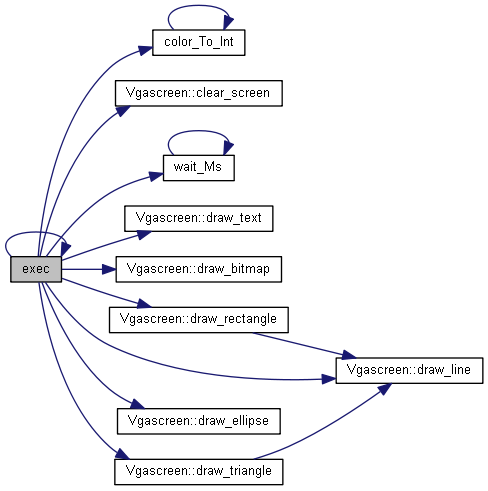 color_To_Int
Vgascreen::clear_screen
wait_Ms
Vgascreen::draw_text
exec
Vgascreen::draw_bitmap
Vgascreen::draw_rectangle
Vgascreen::draw_line
Vgascreen::draw_ellipse
Vgascreen::draw_triangle